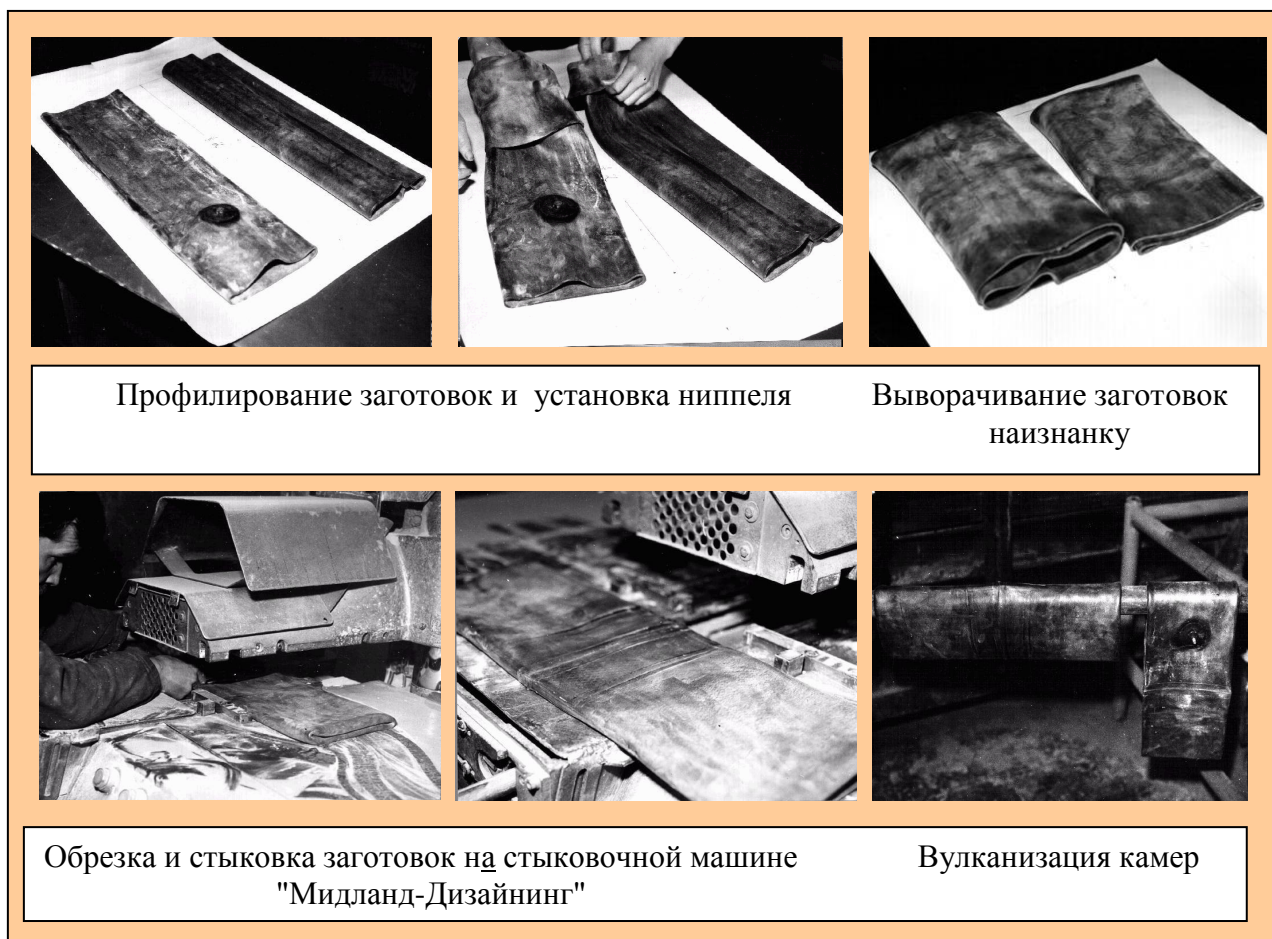 Профилирование заготовок и установка ниппеля
Выворачивание заготовок
наизнанку
Обрезка и стыковка заготовок на стыковочной машине
"Мидланд-Дизайнинг"
Вулканизация камер